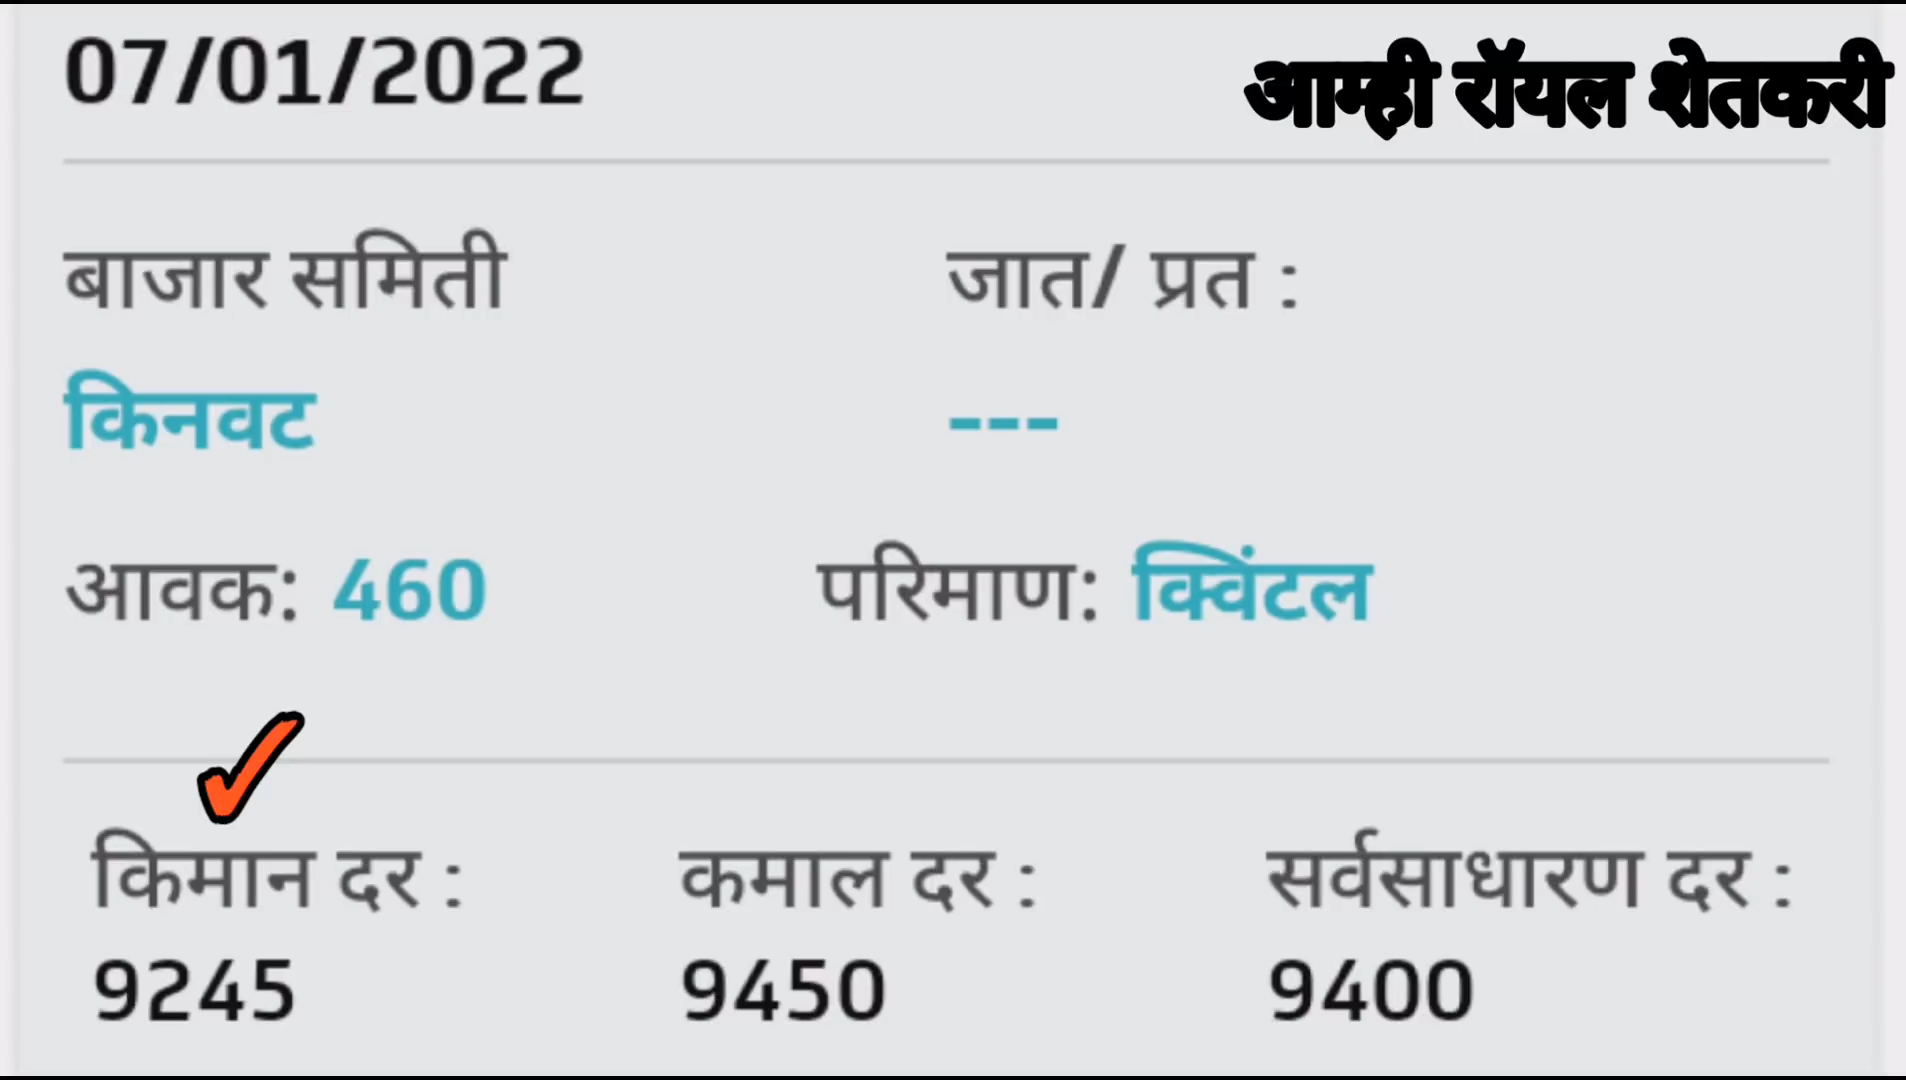 07/01/2022
आम्ही रॉयल शेतकरी
बाजार समिती
जात/ प्रत :
किनवट
---
आवक: 460
परिमाण: क्विंटल
किमान दर :
कमाल दर :
सर्वसाधारण दर :
9245
9450
9400